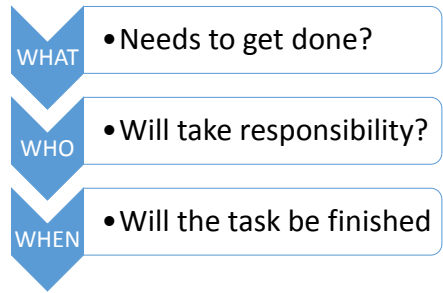 WHAT
•Needs to get done?
WHO
•Will take responsibility?
WHEN
•Will the task be finished